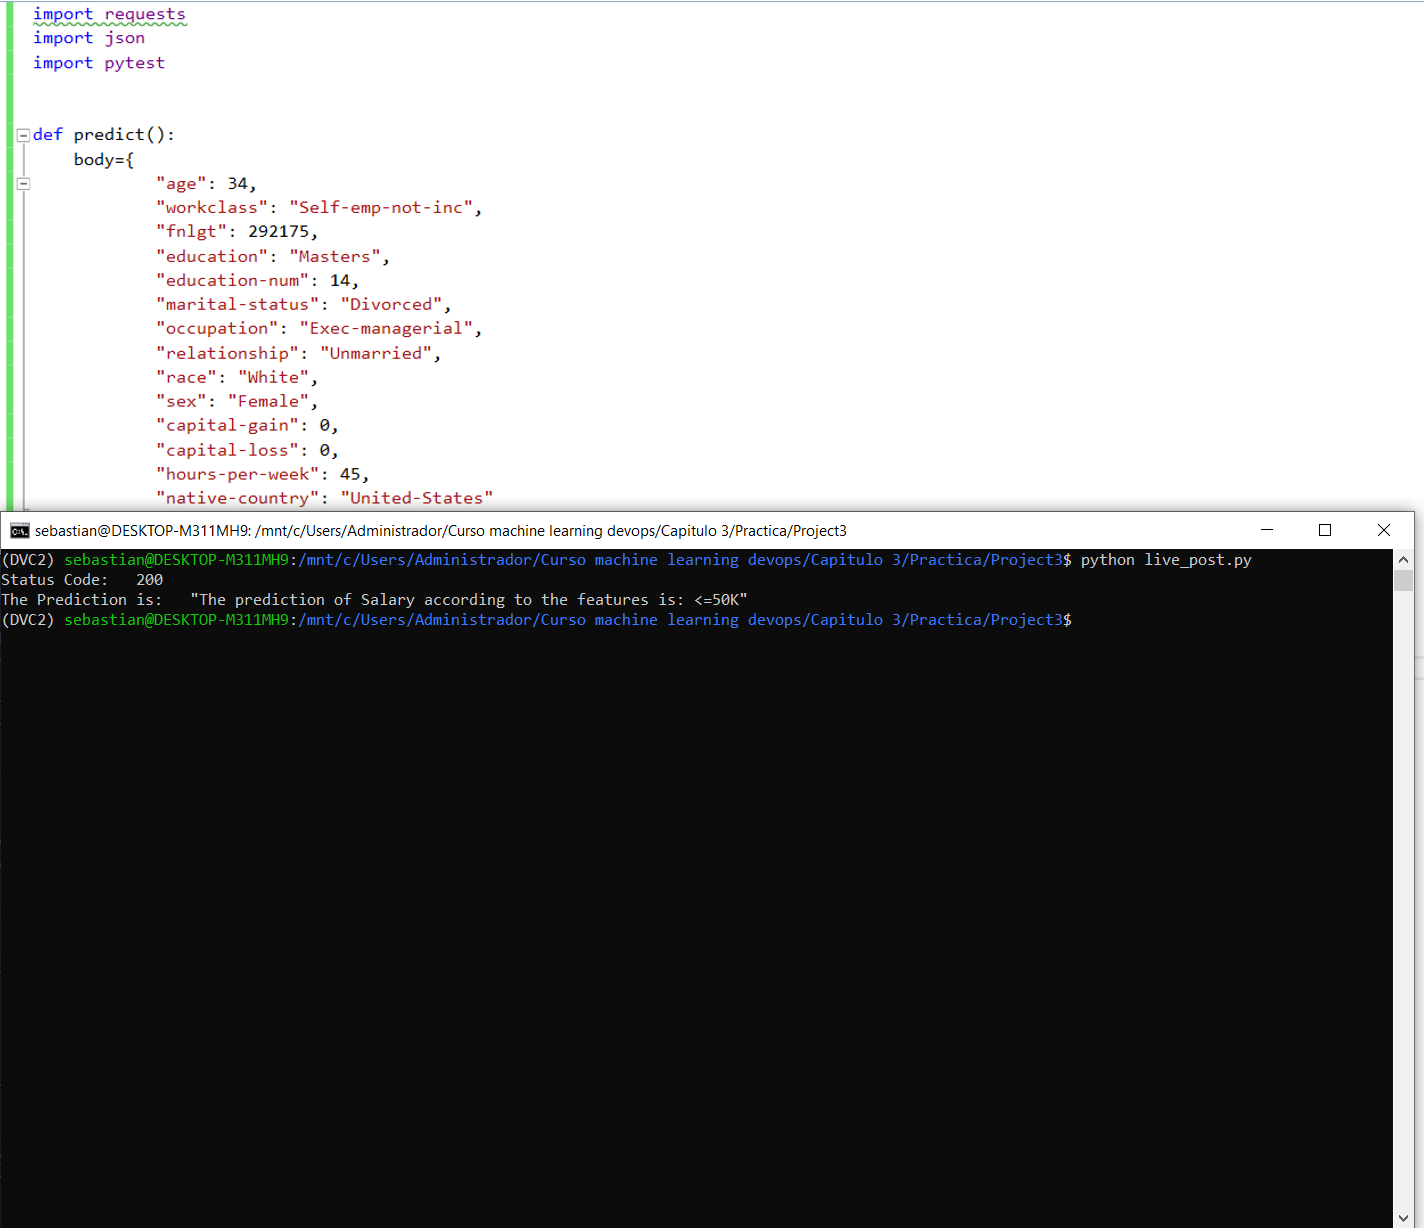 import requests
import json
import pytest
def predict():
body={
"age": 34,
"workclass": "Self-emp-not-inc",
"fnlgt": 292175,
"education": "Masters",
"education-num": 14,
"marital-status": "Divorced",
"occupation": "Exec-managerial",
"relationship": "Unmarried",
"race": "White",
"sex": "Female",
"capital-gain": 0,
"capital-loss": 0,
"hours-per-week": 45,
"native-country": "United-States"
sebastian@DESKTOP-M311MH9: /mnt/c/Users/Administrador/Curso machine learning devops/Capitulo 3/Practica/Project3
(DVC2) sebastian@DESKTOP-M311MH9:/mnt/c/Users/Administrador/Curso machine learning devops/Capitulo 3/Practica/Project3$ python live_post.py
Status Code:   200
The Prediction is:   "The prediction of Salary according to the features is: <=50K"
(DVC2) sebastian@DESKTOP-M311MH9:/mnt/c/Users/Administrador/Curso machine learning devops/Capitulo 3/Practica/Project3$